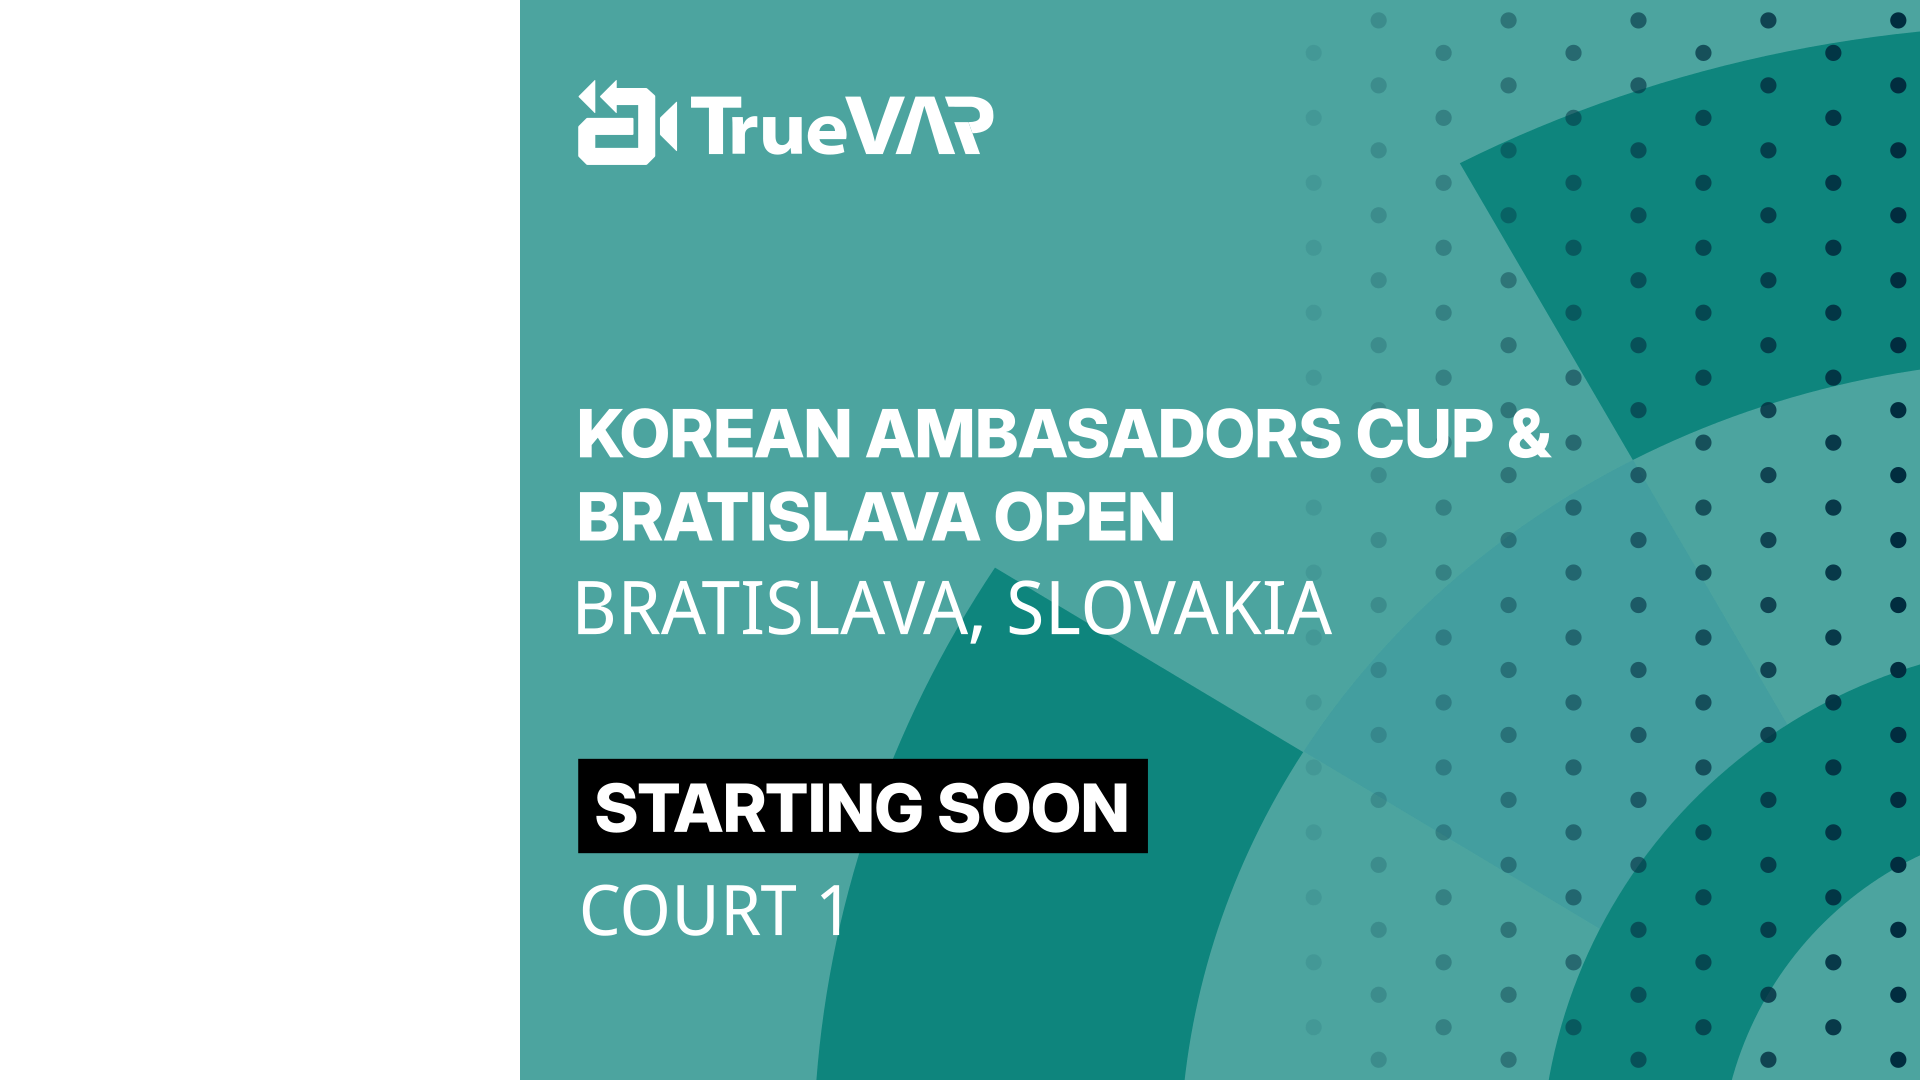 TrueVAR
KOREAN AMBASADORS CUP &
BRATISLAVA OPEN
BRATISLAVA, SLOVAKIA
STARTING SOON
COURT 1